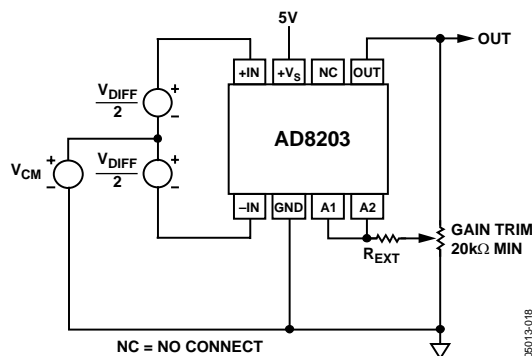 5V
OUT
+IN
+VS
NC
OUT
VDIFF
2
AD8203
VCM
+
–
+
–
VDIFF
2
+
–
–IN
GND
A1
A2
GAIN TRIM
20kΩ MIN
REXT
NC = NO CONNECT
05013-018